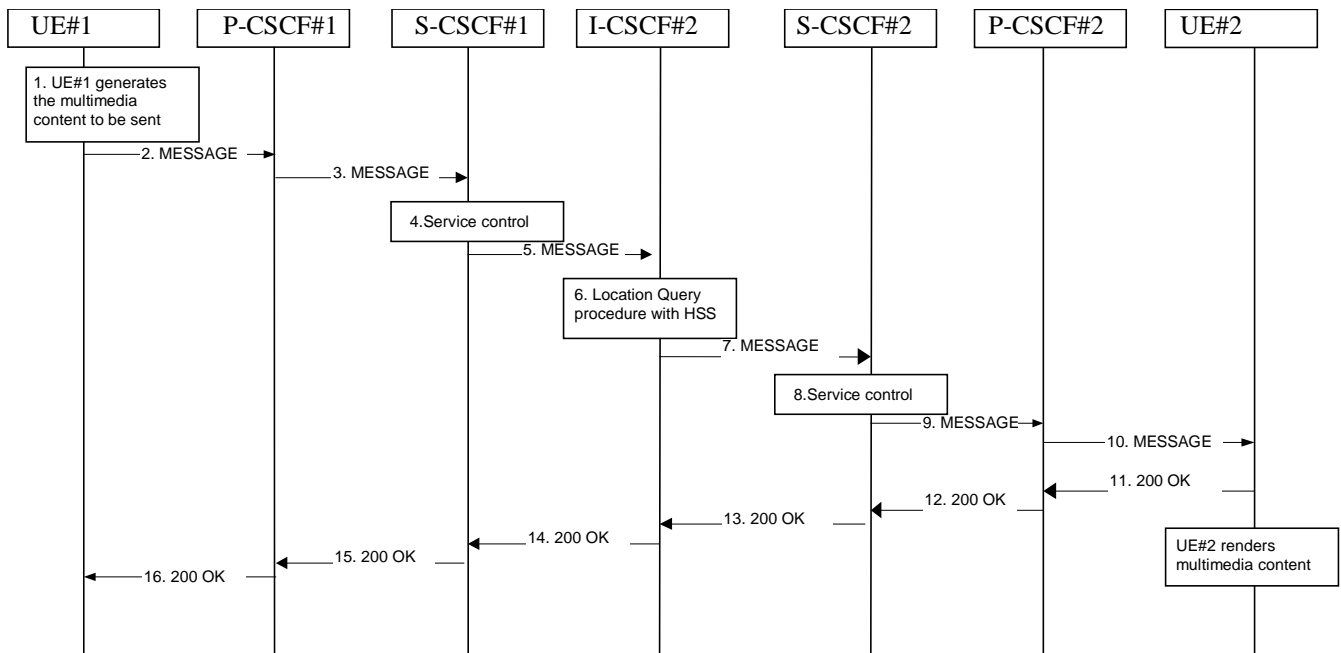 UE#1
P-CSCF#1
S-CSCF#1
I-CSCF#2
S-CSCF#2
P-CSCF#2
UE#2
1. UE#1 generates
the multimedia
content to be sent
2. MESSAGE
3. MESSAGE
4.Service control
5. MESSAGE
6. Location Query
procedure with HSS
7. MESSAGE
8.Service control
9. MESSAGE
10. MESSAGE
11. 200 OK
12. 200 OK
13. 200 OK
14. 200 OK
15. 200 OK
16. 200 OK
UE#2 renders
multimedia content